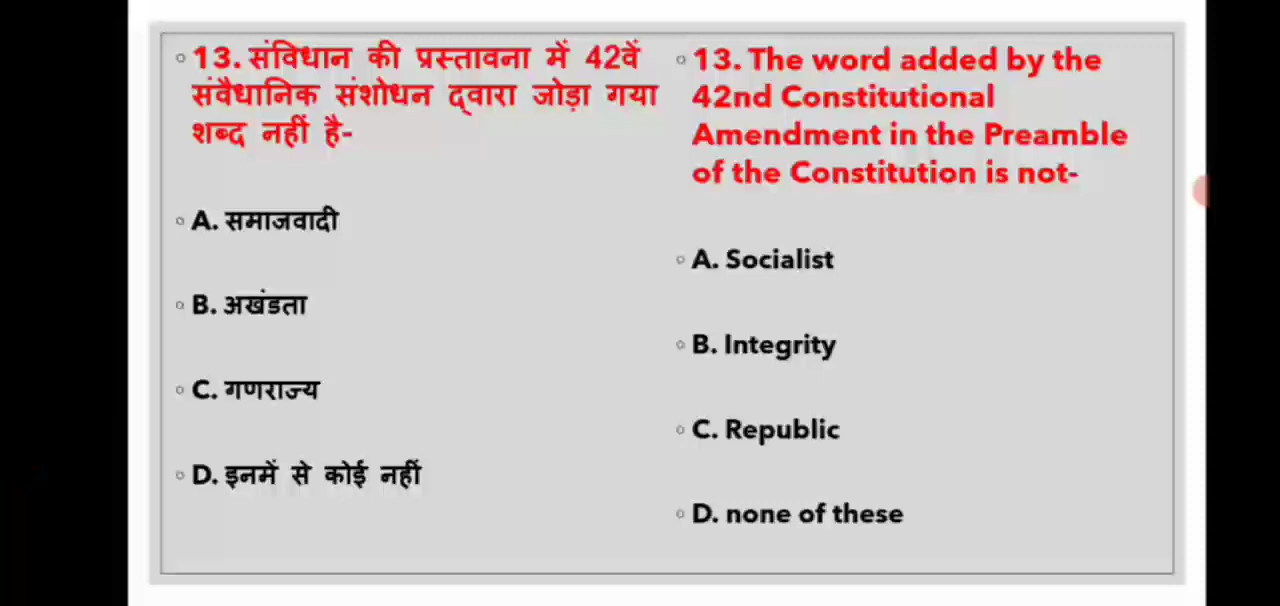 13. संविधान की प्रस्तावना में 42वें
संवैधानिक संशोधन द्वारा जोड़ा गया
शब्द नहीं है-
A. समाजवादी
B. अखंडता
C. गणराज्य
D. इनमें से कोई नहीं
13. The word added by the
42nd Constitutional
Amendment in the Preamble
of the Constitution is not-
A. Socialist
B. Integrity
C. Republic
D. none of these